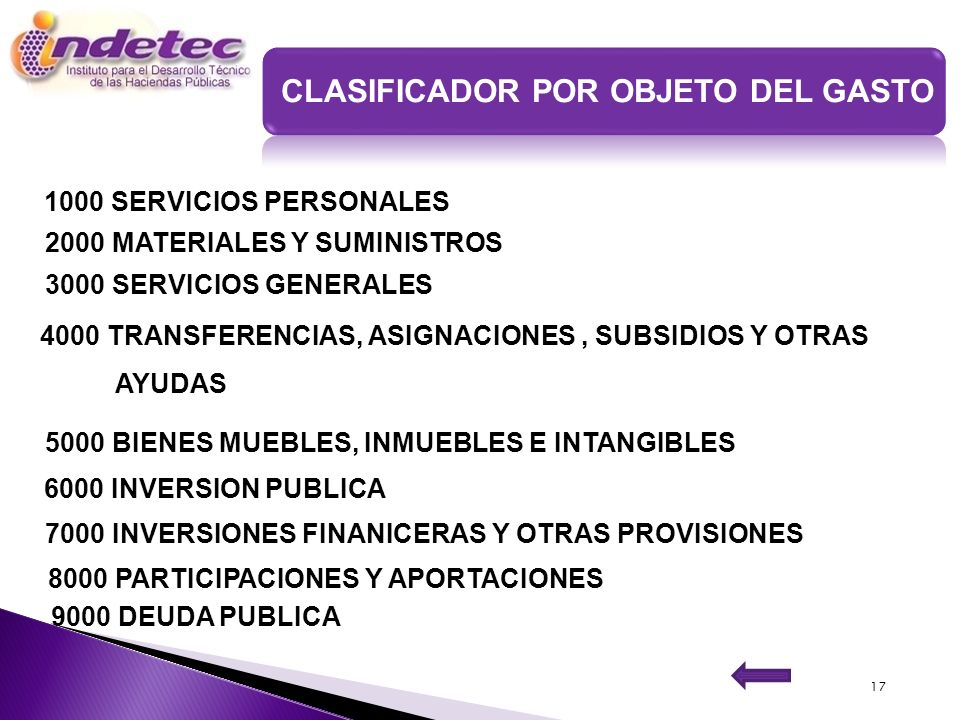 indetec
Instituto para el Desarrollo Técnico
de las Haciendas Públicas
CLASIFICADOR POR OBJETO DEL GASTO
1000 SERVICIOS PERSONALES
2000 MATERIALES Y SUMINISTROS
3000 SERVICIOS GENERALES
4000 TRANSFERENCIAS, ASIGNACIONES , SUBSIDIOS Y OTRAS
AYUDAS
5000 BIENES MUEBLES, INMUEBLES E INTANGIBLES
6000 INVERSION PUBLICA
7000 INVERSIONES FINANICERAS Y OTRAS PROVISIONES
8000 PARTICIPACIONES Y APORTACIONES
9000 DEUDA PUBLICA
17